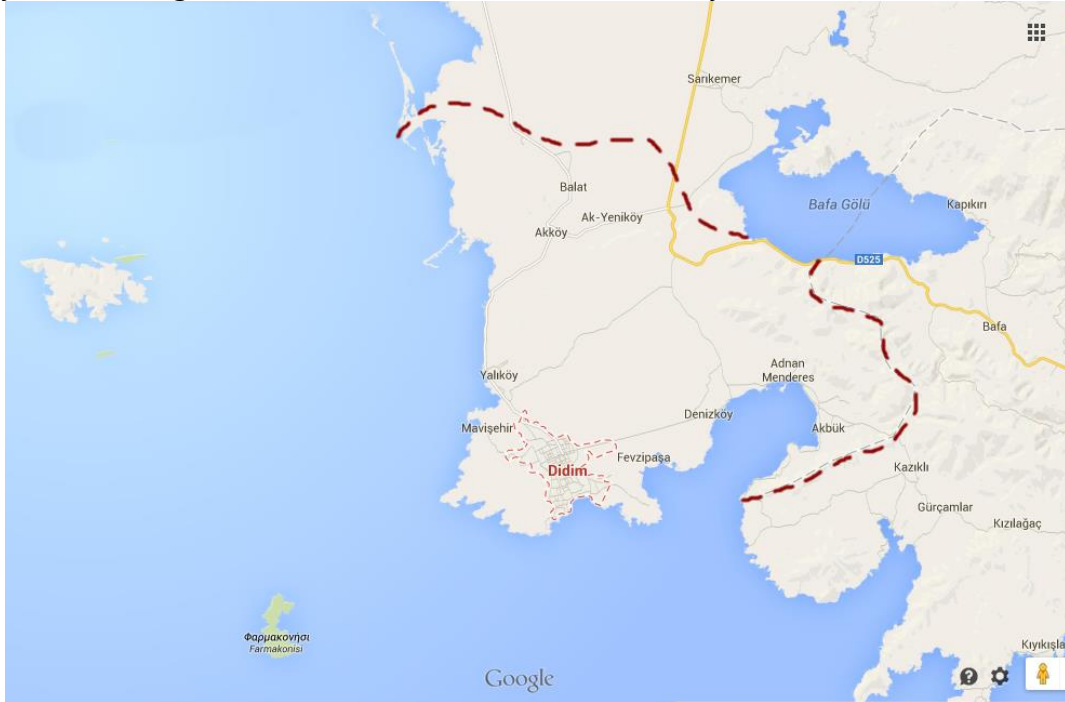 Sarıkemer
Balat
Bafa Gölü
Kapıkırı
Ak-Yeniköy
Akköy
D525
Bafa
Adnan
Menderes
Yalıköy
Denizköy
Mavişehir
Akbük
Fevzipaşa
Didim
Kazıklı
Gürçamlar
Kızılağaç
Φαρμακονήσι
Farmakonisi
Kıyıkışla
Google